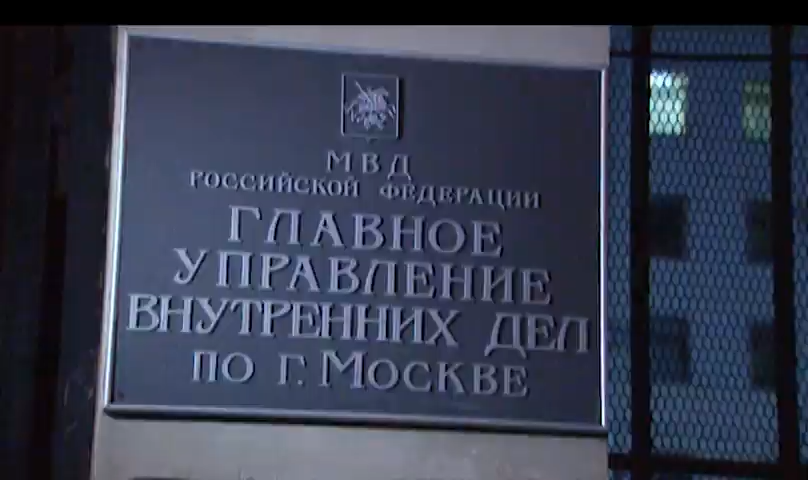 МВД
РОССИЙСКОЙ ФЕДЕРАЦИИ
ГЛАВНОЕ
УПРАВЛЕНИЕ
ВНУТРЕННИХ ДЕЛ
ПО Г. МОСКВЕ